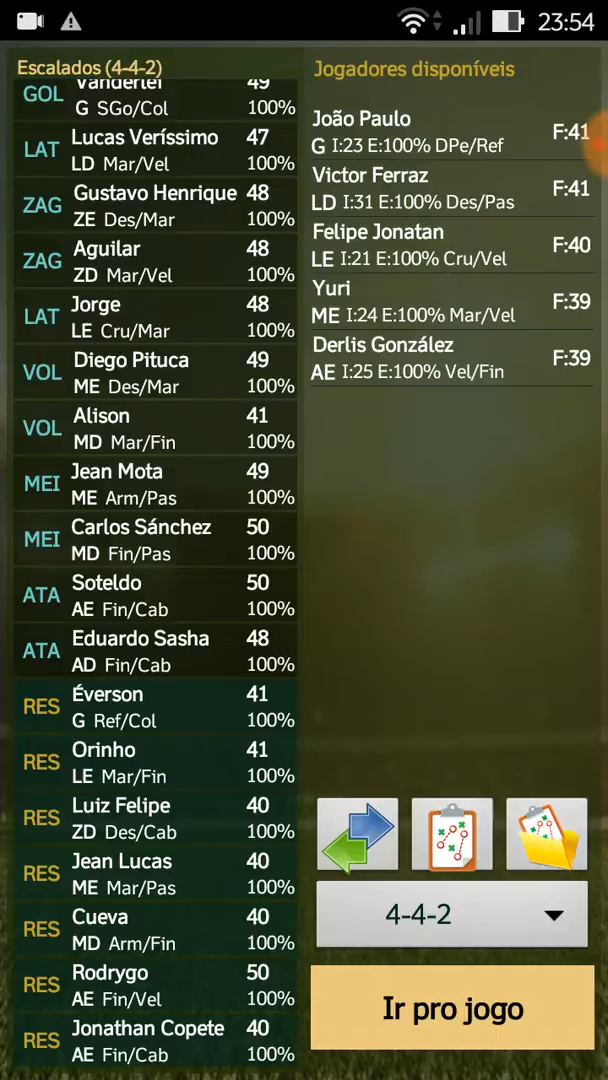 23:54
Escalados (4-4-2)
GOL Vanderlei 49
G SGo/Col 100%
LAT Lucas Veríssimo 47
LD Mar/Vel 100%
ZAG Gustavo Henrique 48
ZE Des/Mar 100%
ZAG Aguilar 48
ZD Mar/Vel 100%
LAT Jorge 48
LE Cru/Mar 100%
VOL Diego Pituca 49
ME Des/Mar 100%
VOL Alison 41
MD Mar/Fin 100%
MEI Jean Mota 49
ME Arm/Pas 100%
MEI Carlos Sánchez 50
MD Fin/Pas 100%
ATA Soteldo 50
AE Fin/Cab 100%
ATA Eduardo Sasha 48
AD Fin/Cab 100%
RES Éverson 41
G Ref/Col 100%
RES Orinho 41
LE Mar/Fin 100%
RES Luiz Felipe 40
ZD Des/Cab 100%
RES Jean Lucas 40
ME Mar/Pas 100%
RES Cueva 40
MD Arm/Fin 100%
RES Rodrygo 50
AE Fin/Vel 100%
RES Jonathan Copete 40
AE Fin/Cab 100%
Jogadores disponíveis
João Paulo F:41
G I:23 E:100% DPe/Ref
Victor Ferraz F:41
LD I:31 E:100% Des/Pas
Felipe Jonatan F:40
LE I:21 E:100% Cru/Vel
Yuri F:39
ME I:24 E:100% Mar/Vel
Derlis González F:39
AE I:25 E:100% Vel/Fin
4-4-2
Ir pro jogo